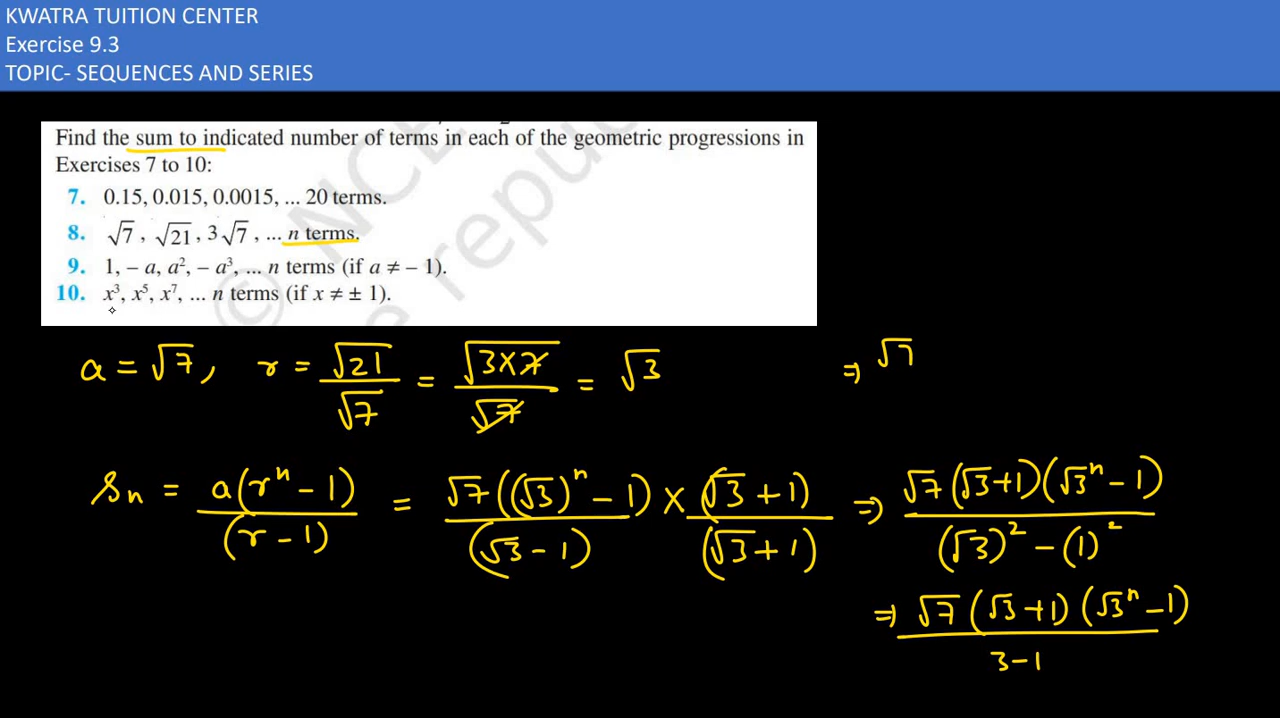 KWATRA TUITION CENTER
Exercise 9.3
TOPIC- SEQUENCES AND SERIES
Find the sum to indicated number of terms in each of the geometric progressions in
Exercises 7 to 10:
7. 0.15, 0.015, 0.0015, ... 20 terms.
8. √7, √21, 3√7, ... n terms.
9. 1, – a, a², – a³, ... n terms (if a ≠ – 1).
10. x³, x⁵, x⁷, ... n terms (if x ≠ ± 1).
a = √7, r = √21/√7 = √(3×7)/√7 = √3 ⇒ √7
Sn = a(rⁿ – 1)/(r – 1) = √7((√3)ⁿ – 1)/(√3 – 1) × (√3 + 1)/(√3 + 1) ⇒ √7(√3+1)(√3ⁿ – 1)/(√3)² – (1)²
⇒ √7(√3+1)(√3ⁿ – 1)/3–1